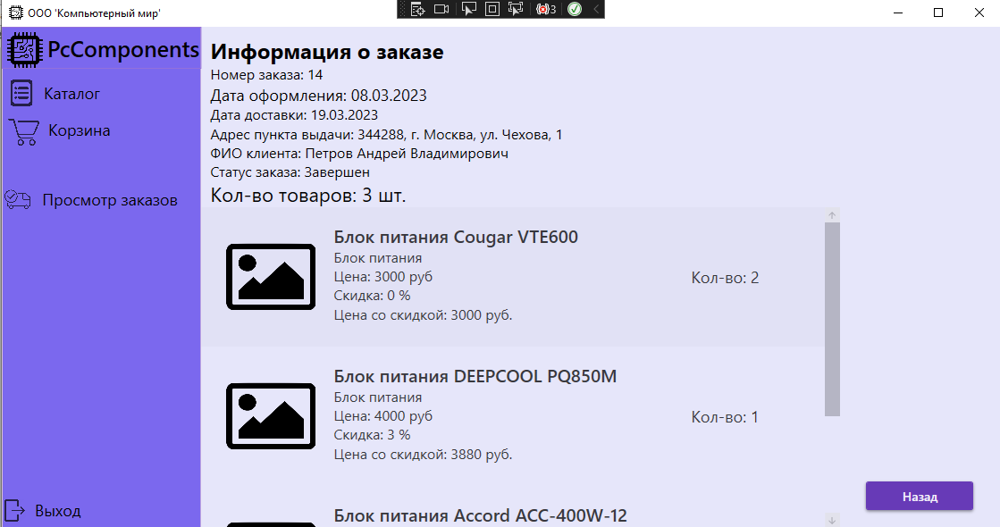 ООО 'Компьютерный мир'
3
PcComponents
Каталог
Корзина
Просмотр заказов
Выход
Информация о заказе
Номер заказа: 14
Дата оформления: 08.03.2023
Дата доставки: 19.03.2023
Адрес пункта выдачи: 344288, г. Москва, ул. Чехова, 1
ФИО клиента: Петров Андрей Владимирович
Статус заказа: Завершен
Кол-во товаров: 3 шт.
Блок питания Cougar VTE600
Блок питания
Цена: 3000 руб
Скидка: 0 %
Цена со скидкой: 3000 руб.
Кол-во: 2
Блок питания DEEPCOOL PQ850M
Блок питания
Цена: 4000 руб
Скидка: 3 %
Цена со скидкой: 3880 руб.
Кол-во: 1
Блок питания Accord ACC-400W-12
Назад